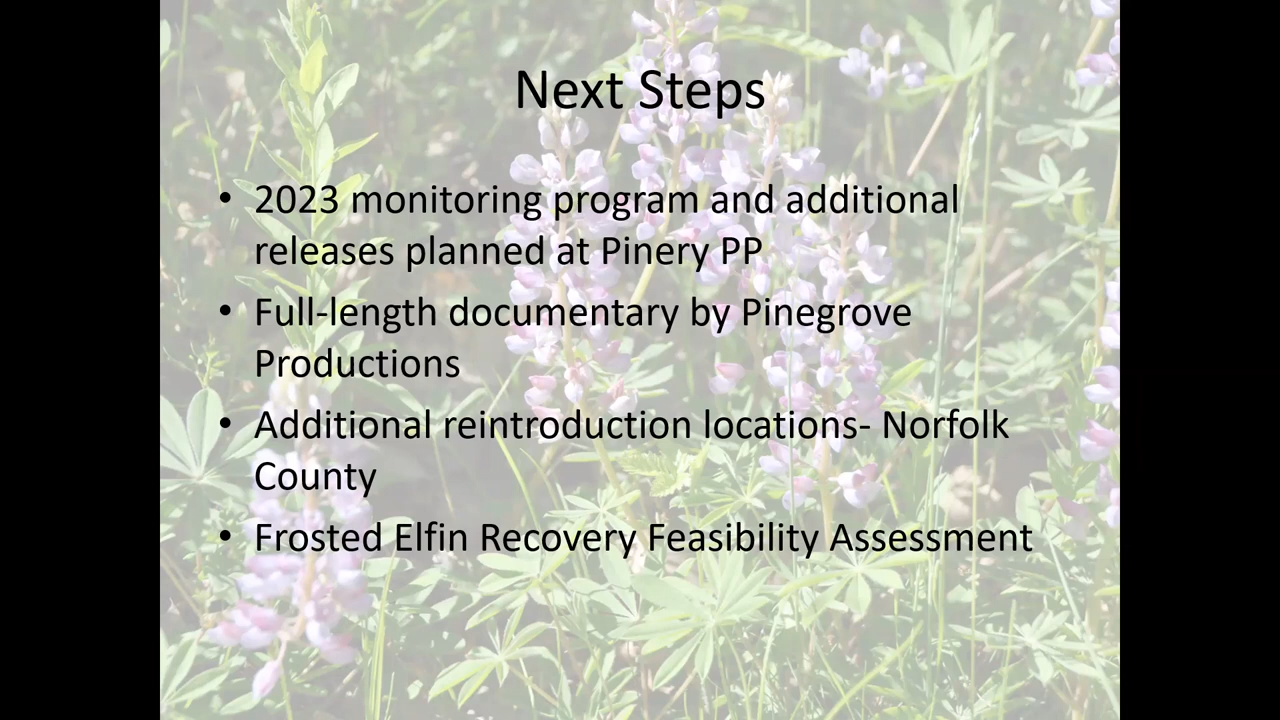 Next Steps
• 2023 monitoring program and additional
releases planned at Pinery PP
• Full-length documentary by Pinegrove
Productions
• Additional reintroduction locations- Norfolk
County
• Frosted Elfin Recovery Feasibility Assessment